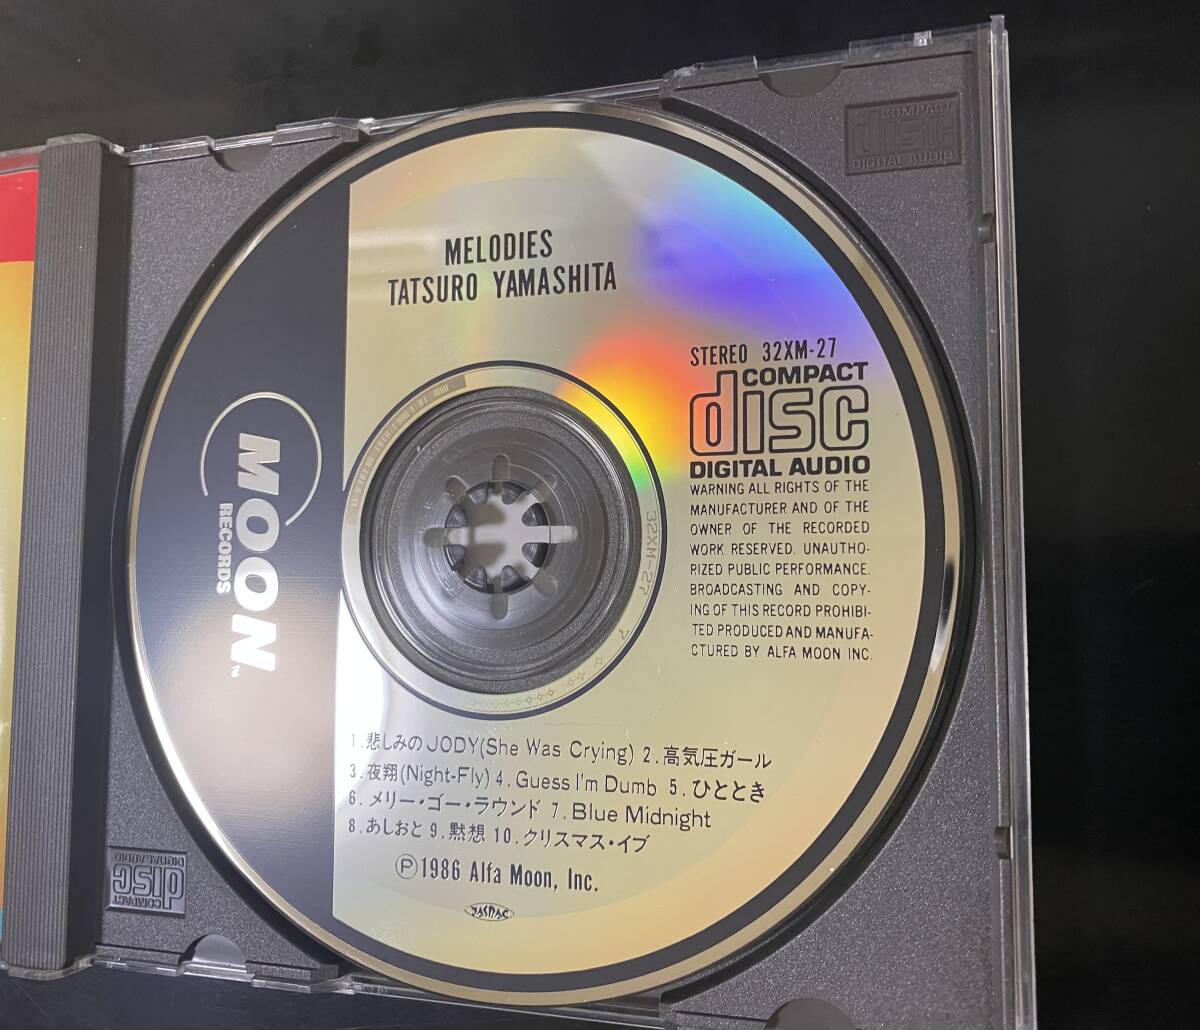 COMPACT
disc
DIGITAL AUDIO
MELODIES
TATSURO YAMASHITA
STEREO 32XM-27
COMPACT
disc
DIGITAL AUDIO
WARNING ALL RIGHTS OF THE
MANUFACTURER AND OF THE
OWNER OF THE RECORDED
WORK RESERVED. UNAUTHO-
RIZED PUBLIC PERFORMANCE.
BROADCASTING AND COPY-
ING OF THIS RECORD PROHIBI-
TED PRODUCED AND MANUFA-
CTURED BY ALFA MOON INC.
MOON
RECORDS
TM
32XM-27
1.悲しみのJODY(She Was Crying) 2.高気圧ガール
3.夜翔(Night-Fly) 4.Guess I'm Dumb 5.ひととき
6.メリー・ゴー・ラウンド 7.Blue Midnight
8.あしおと 9.黙想 10.クリスマス・イブ
Ⓟ1986 Alfa Moon, Inc.
JASRAC
COMPACT
disc
DIGITAL AUDIO